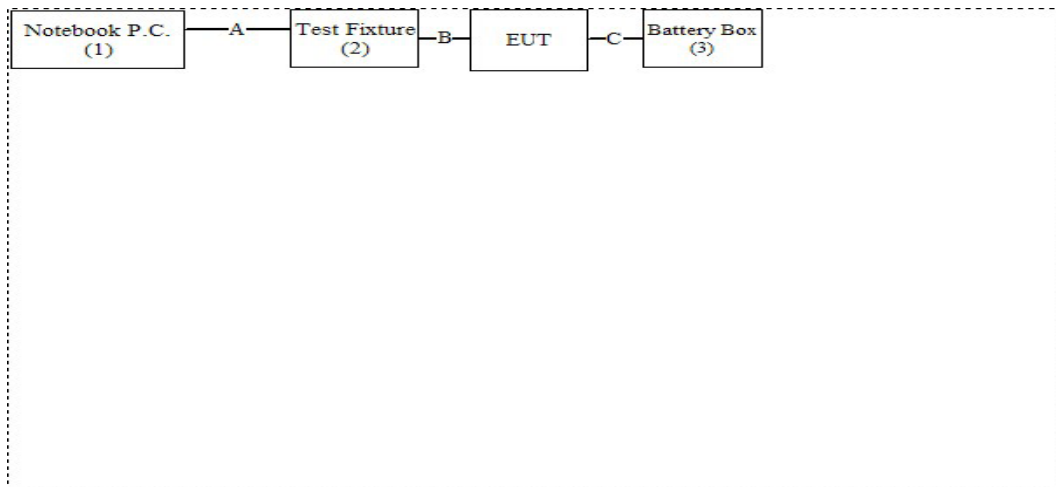 Notebook P.C.
(1)
A
Test Fixture
(2)
B
EUT
C
Battery Box
(3)